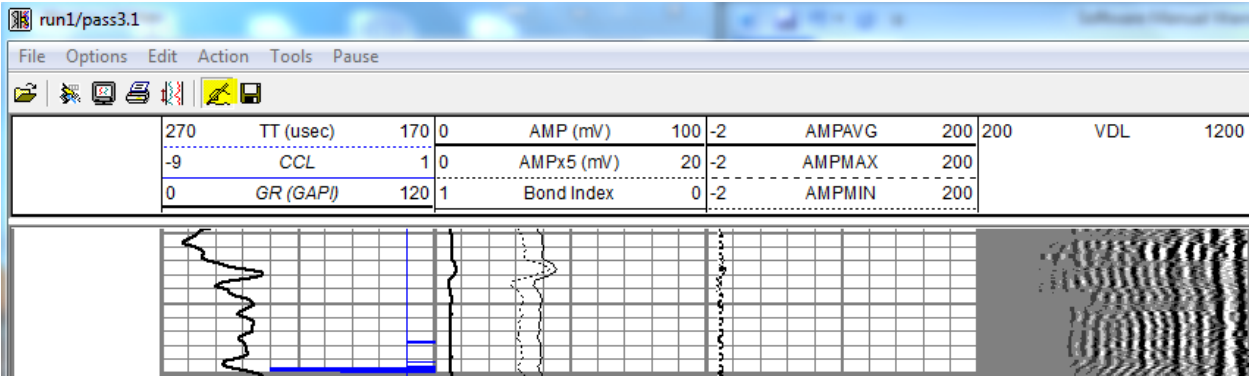 run1/pass3.1
File Options Edit Action Tools Pause
270 TT (usec) 170 0 AMP (mV) 100 -2 AMPAVG 200 200 VDL 1200
-9 CCL 1 0 AMPx5 (mV) 20 -2 AMPMAX 200
0 GR (GAPI) 120 1 Bond Index 0 -2 AMPMIN 200